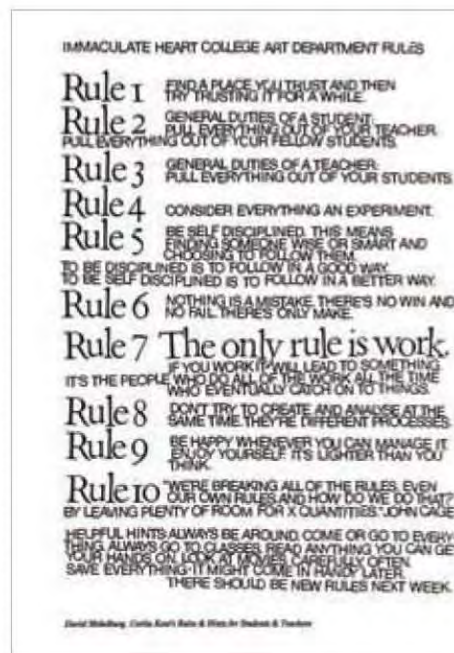 IMMACULATE HEART COLLEGE ART DEPARTMENT RULES
Rule 1 FIND A PLACE YOU TRUST AND THEN
TRY TRUSTING IT FOR A WHILE.
Rule 2 GENERAL DUTIES OF A STUDENT:
PULL EVERYTHING OUT OF YOUR TEACHER.
PULL EVERYTHING OUT OF YOUR FELLOW STUDENTS.
Rule 3 GENERAL DUTIES OF A TEACHER:
PULL EVERYTHING OUT OF YOUR STUDENTS.
Rule 4 CONSIDER EVERYTHING AN EXPERIMENT.
Rule 5 BE SELF DISCIPLINED. THIS MEANS
FINDING SOMEONE WISE OR SMART AND
CHOOSING TO FOLLOW THEM.
TO BE DISCIPLINED IS TO FOLLOW IN A GOOD WAY.
TO BE SELF DISCIPLINED IS TO FOLLOW IN A BETTER WAY.
Rule 6 NOTHING IS A MISTAKE. THERE'S NO WIN AND
NO FAIL. THERE'S ONLY MAKE.
Rule 7 The only rule is work.
IF YOU WORK IT WILL LEAD TO SOMETHING.
IT'S THE PEOPLE WHO DO ALL OF THE WORK ALL THE TIME
WHO EVENTUALLY CATCH ON TO THINGS.
Rule 8 DON'T TRY TO CREATE AND ANALYSE AT THE
SAME TIME. THEY'RE DIFFERENT PROCESSES.
Rule 9 BE HAPPY WHENEVER YOU CAN MANAGE IT.
ENJOY YOURSELF. IT'S LIGHTER THAN YOU
THINK.
Rule 10 "WE'RE BREAKING ALL OF THE RULES. EVEN
OUR OWN RULES AND HOW DO WE DO THAT?
BY LEAVING PLENTY OF ROOM FOR X QUANTITIES." JOHN CAGE
HELPFUL HINTS: ALWAYS BE AROUND. COME OR GO TO EVERY-
THING. ALWAYS GO TO CLASSES. READ ANYTHING YOU CAN GET
YOUR HANDS ON. LOOK AT MOVIES CAREFULLY, OFTEN.
SAVE EVERYTHING-IT MIGHT COME IN HANDY LATER.
THERE SHOULD BE NEW RULES NEXT WEEK.
David Mekelburg, Corita Kent's Rules & Hints for Students & Teachers